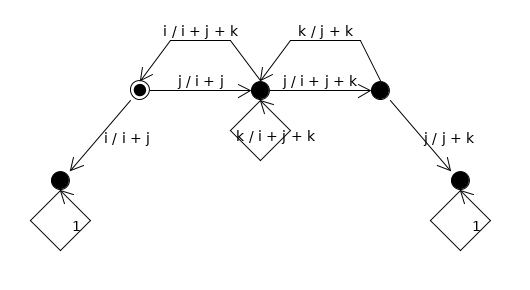 i / i + j + k
k / j + k
j / i + j
j / i + j + k
i / i + j
k / i + j + k
j / j + k
1
1